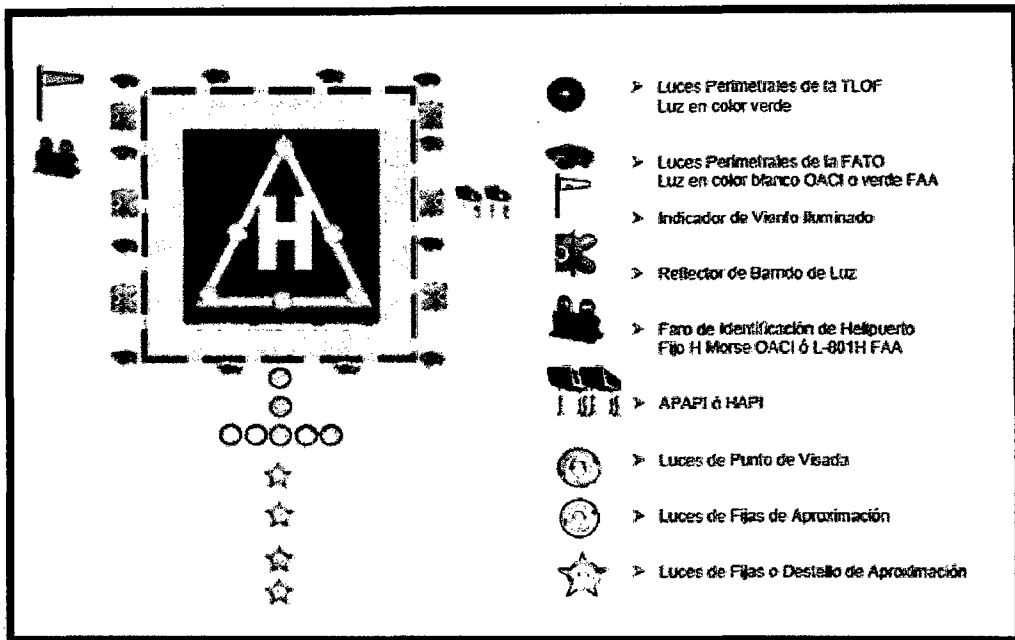 H
➢ Luces Perimetrales de la TLOF
Luz en color verde
➢ Luces Perimetrales de la FATO
Luz en color blanco OACI o verde FAA
➢ Indicador de Viento Iluminado
➢ Reflector de Barrido de Luz
➢ Faro de Identificación de Helipuerto
Fijo H Morse OACI ó L-801H FAA
➢ APAPI ó HAPI
➢ Luces de Punto de Visada
➢ Luces de Fijas de Aproximación
➢ Luces de Fijas o Destello de Aproximación